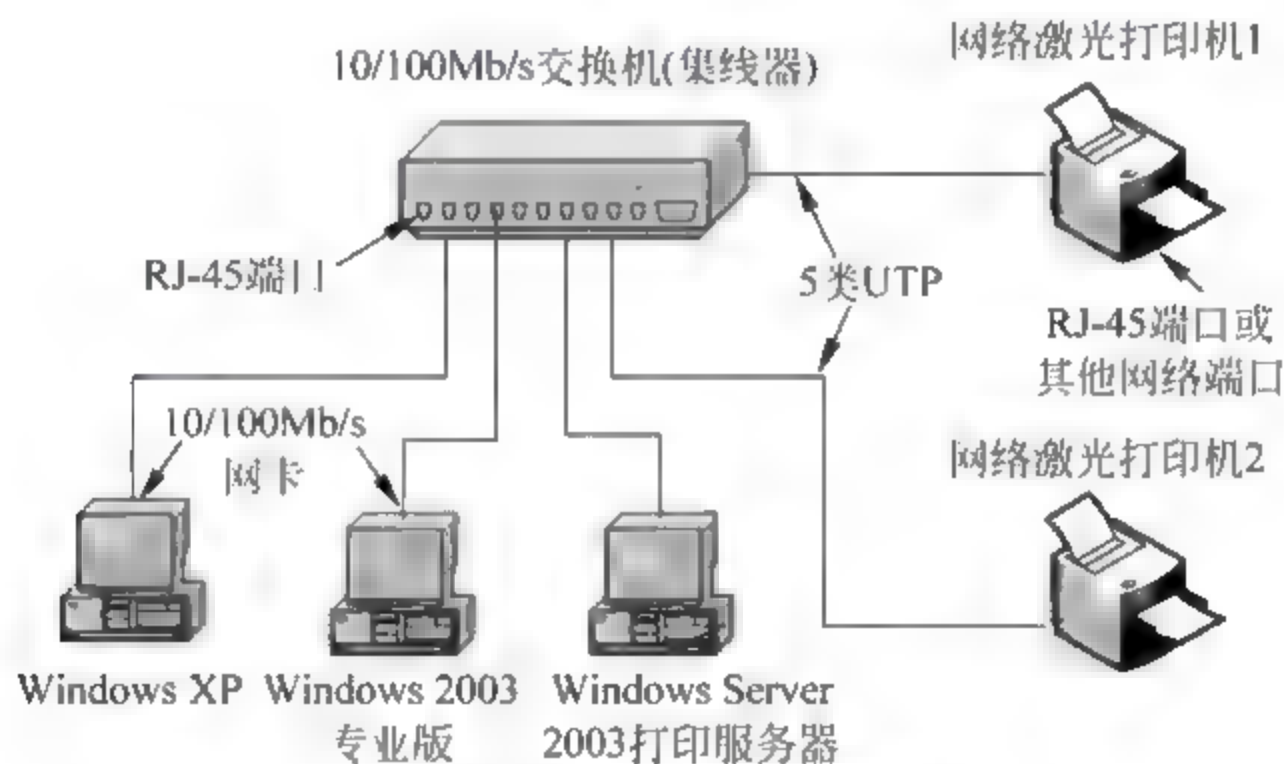 网络激光打印机1
10/100Mb/s交换机(集线器)
RJ-45端口
5类UTP
RJ-45端口或
其他网络端口
10/100Mb/s
网卡
网络激光打印机2
Windows XP
Windows 2003
专业版
Windows Server
2003打印服务器